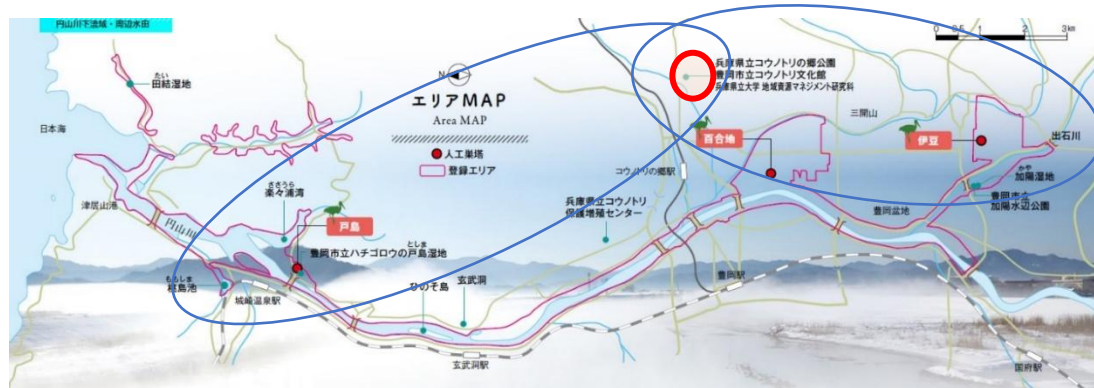 円山川下流域・周辺水田
たい
田結湿地
日本海
津居山港
円山川
ささうら
楽々浦湾
戸島
としま
豊岡市立ハチゴロウの戸島湿地
ももしま
桃島池
城崎温泉駅
N
エリアMAP
Area MAP
人工巣塔
登録エリア
ひのそ島
玄武洞
玄武洞駅
兵庫県立コウノトリ
保護増殖センター
コウノトリの郷駅
豊岡駅
0 0.5 1 2 3km
兵庫県立コウノトリの郷公園
豊岡市立コウノトリ文化館
兵庫県立大学 地域資源マネジメント研究科
百合地
三開山
伊豆
出石川
かや
加陽湿地
豊岡市立
加陽水辺公園
豊岡盆地
国府駅